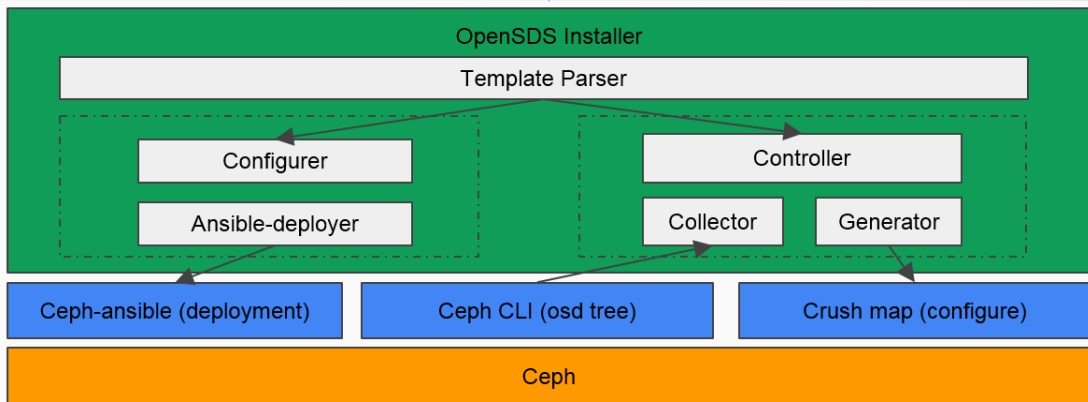 OpenSDS Installer
Template Parser
Configurer
Controller
Ansible-deployer
Collector
Generator
Ceph-ansible (deployment)
Ceph CLI (osd tree)
Crush map (configure)
Ceph